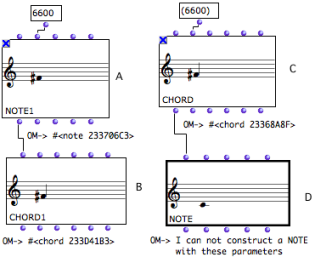 6600
(6600)
A
C
NOTE1
CHORD
OM-> #<note 233706C3>
OM-> #<chord 23368A8F>
B
D
CHORD1
NOTE
OM-> #<chord 233D41B3>
OM-> I can not construct a NOTE
with these parameters